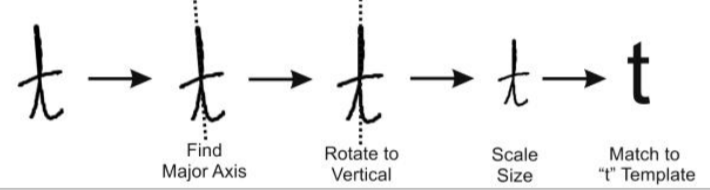 t t t t t
Find Rotate to Scale Match to
Major Axis Vertical Size “t” Template